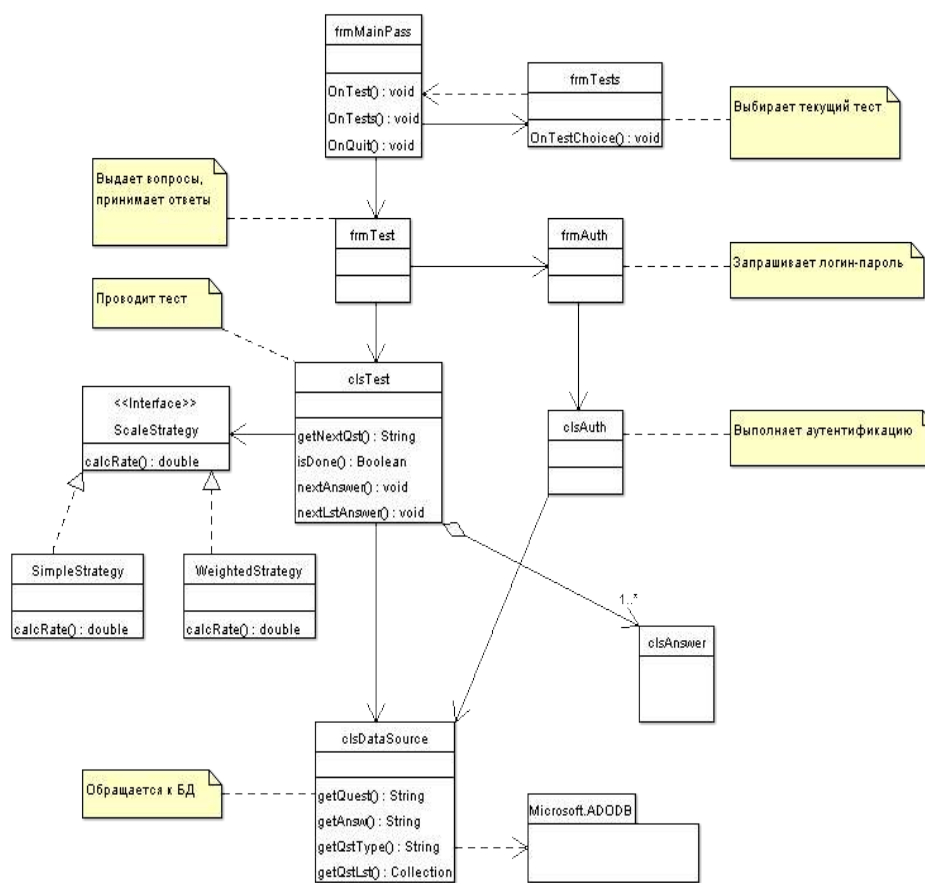 frmMainPass
OnTest() : void
OnTests() : void
OnQuit() : void
frmTests
OnTestChoice() : void
Выбирает текущий тест
Выдает вопросы,
принимает ответы
frmTest
frmAuth
Запрашивает логин-пароль
Проводит тест
clsTest
getNextQst() : String
isDone() : Boolean
nextAnswer() : void
nextLstAnswer() : void
<<Interface>>
ScaleStrategy
calcRate() : double
clsAuth
Выполняет аутентификацию
SimpleStrategy
calcRate() : double
WeightedStrategy
calcRate() : double
1..*
clsAnswer
clsDataSource
getQuest() : String
getAnsw() : String
getQstType() : String
getQstLst() : Collection
Обращается к БД
Microsoft.ADODB